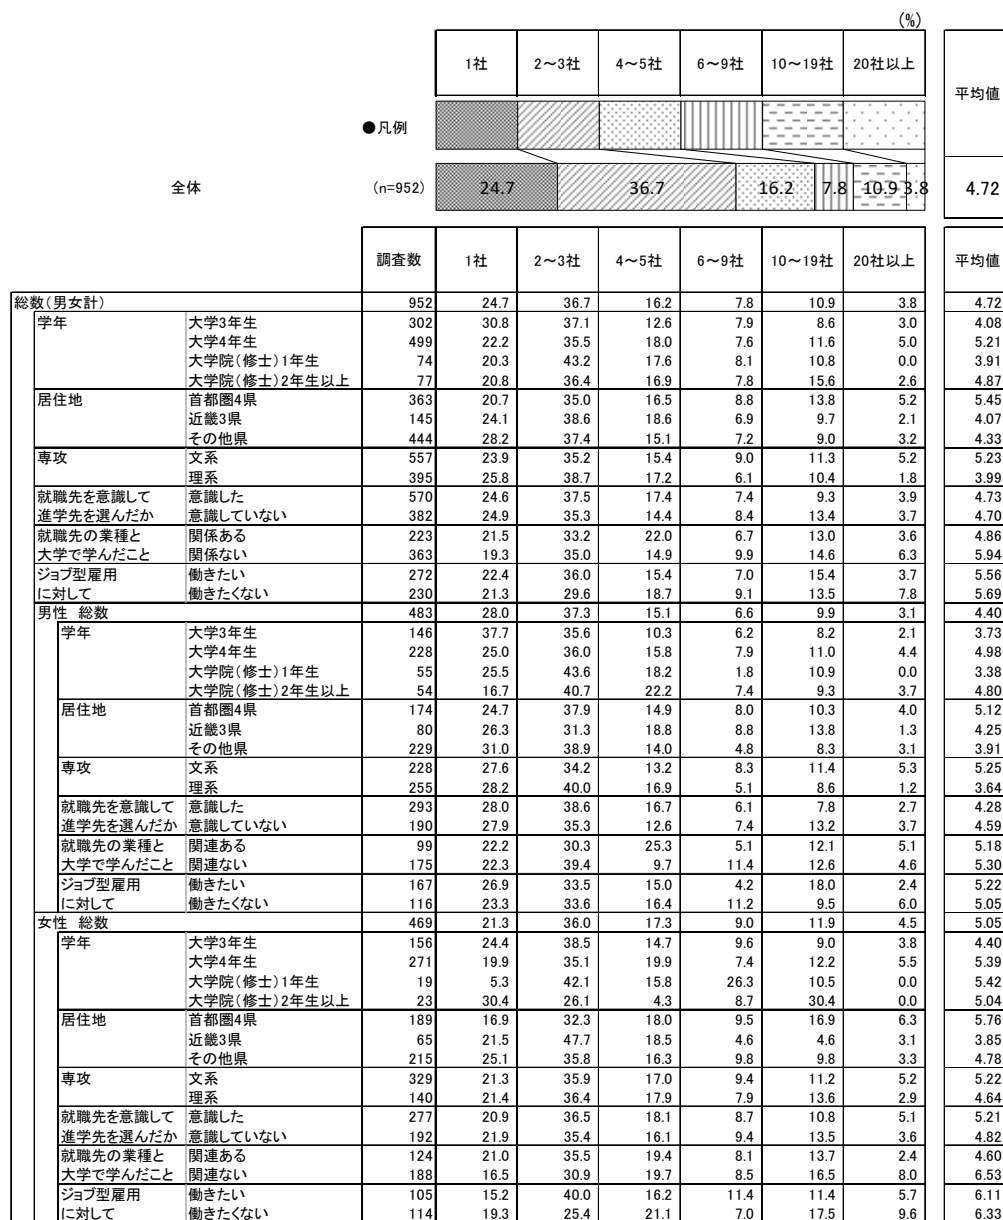 (%)
1社 2～3社 4～5社 6～9社 10～19社 20社以上 平均値
●凡例
全体 (n=952) 24.7 36.7 16.2 7.8 10.9 3.8 4.72
調査数 1社 2～3社 4～5社 6～9社 10～19社 20社以上 平均値
総数(男女計) 952 24.7 36.7 16.2 7.8 10.9 3.8 4.72
学年 大学3年生 302 30.8 37.1 12.6 7.9 8.6 3.0 4.08
大学4年生 499 22.2 35.5 18.0 7.6 11.6 5.0 5.21
大学院(修士)1年生 74 20.3 43.2 17.6 8.1 10.8 0.0 3.91
大学院(修士)2年生以上 77 20.8 36.4 16.9 7.8 15.6 2.6 4.87
居住地 首都圏4県 363 20.7 35.0 16.5 8.8 13.8 5.2 5.45
近畿3県 145 24.1 38.6 18.6 6.9 9.7 2.1 4.07
その他県 444 28.2 37.4 15.1 7.2 9.0 3.2 4.33
専攻 文系 557 23.9 35.2 15.4 9.0 11.3 5.2 5.23
理系 395 25.8 38.7 17.2 6.1 10.4 1.8 3.99
就職先を意識して 意識した 570 24.6 37.5 17.4 7.4 9.3 3.9 4.73
進学先を選んだか 意識していない 382 24.9 35.3 14.4 8.4 13.4 3.7 4.70
就職先の業種と 関係ある 223 21.5 33.2 22.0 6.7 13.0 3.6 4.86
大学で学んだこと 関係ない 363 19.3 35.0 14.9 9.9 14.6 6.3 5.94
ジョブ型雇用 働きたい 272 22.4 36.0 15.4 7.0 15.4 3.7 5.56
に対して 働きたくない 230 21.3 29.6 18.7 9.1 13.5 7.8 5.69
男性 総数 483 28.0 37.3 15.1 6.6 9.9 3.1 4.40
学年 大学3年生 146 37.7 35.6 10.3 6.2 8.2 2.1 3.73
大学4年生 228 25.0 36.0 15.8 7.9 11.0 4.4 4.98
大学院(修士)1年生 55 25.5 43.6 18.2 1.8 10.9 0.0 3.38
大学院(修士)2年生以上 54 16.7 40.7 22.2 7.4 9.3 3.7 4.80
居住地 首都圏4県 174 24.7 37.9 14.9 8.0 10.3 4.0 5.12
近畿3県 80 26.3 31.3 18.8 8.8 13.8 1.3 4.25
その他県 229 31.0 38.9 14.0 4.8 8.3 3.1 3.91
専攻 文系 228 27.6 34.2 13.2 8.3 11.4 5.3 5.25
理系 255 28.2 40.0 16.9 5.1 8.6 1.2 3.64
就職先を意識して 意識した 293 28.0 38.6 16.7 6.1 7.8 2.7 4.28
進学先を選んだか 意識していない 190 27.9 35.3 12.6 7.4 13.2 3.7 4.59
就職先の業種と 関連ある 99 22.2 30.3 25.3 5.1 12.1 5.1 5.18
大学で学んだこと 関連ない 175 22.3 39.4 9.7 11.4 12.6 4.6 5.30
ジョブ型雇用 働きたい 167 26.9 33.5 15.0 4.2 18.0 2.4 5.22
に対して 働きたくない 116 23.3 33.6 16.4 11.2 9.5 6.0 5.05
女性 総数 469 21.3 36.0 17.3 9.0 11.9 4.5 5.05
学年 大学3年生 156 24.4 38.5 14.7 9.6 9.0 3.8 4.40
大学4年生 271 19.9 35.1 19.9 7.4 12.2 5.5 5.39
大学院(修士)1年生 19 5.3 42.1 15.8 26.3 10.5 0.0 5.42
大学院(修士)2年生以上 23 30.4 26.1 4.3 8.7 30.4 0.0 5.04
居住地 首都圏4県 189 16.9 32.3 18.0 9.5 16.9 6.3 5.76
近畿3県 65 21.5 47.7 18.5 4.6 4.6 3.1 3.85
その他県 215 25.1 35.8 16.3 9.8 9.8 3.3 4.78
専攻 文系 329 21.3 35.9 17.0 9.4 11.2 5.2 5.22
理系 140 21.4 36.4 17.9 7.9 13.6 2.9 4.64
就職先を意識して 意識した 277 20.9 36.5 18.1 8.7 10.8 5.1 5.21
進学先を選んだか 意識していない 192 21.9 35.4 16.1 9.4 13.5 3.6 4.82
就職先の業種と 関連ある 124 21.0 35.5 19.4 8.1 13.7 2.4 4.60
大学で学んだこと 関連ない 188 16.5 30.9 19.7 8.5 16.5 8.0 6.53
ジョブ型雇用 働きたい 105 15.2 40.0 16.2 11.4 11.4 5.7 6.11
に対して 働きたくない 114 19.3 25.4 21.1 7.0 17.5 9.6 6.33